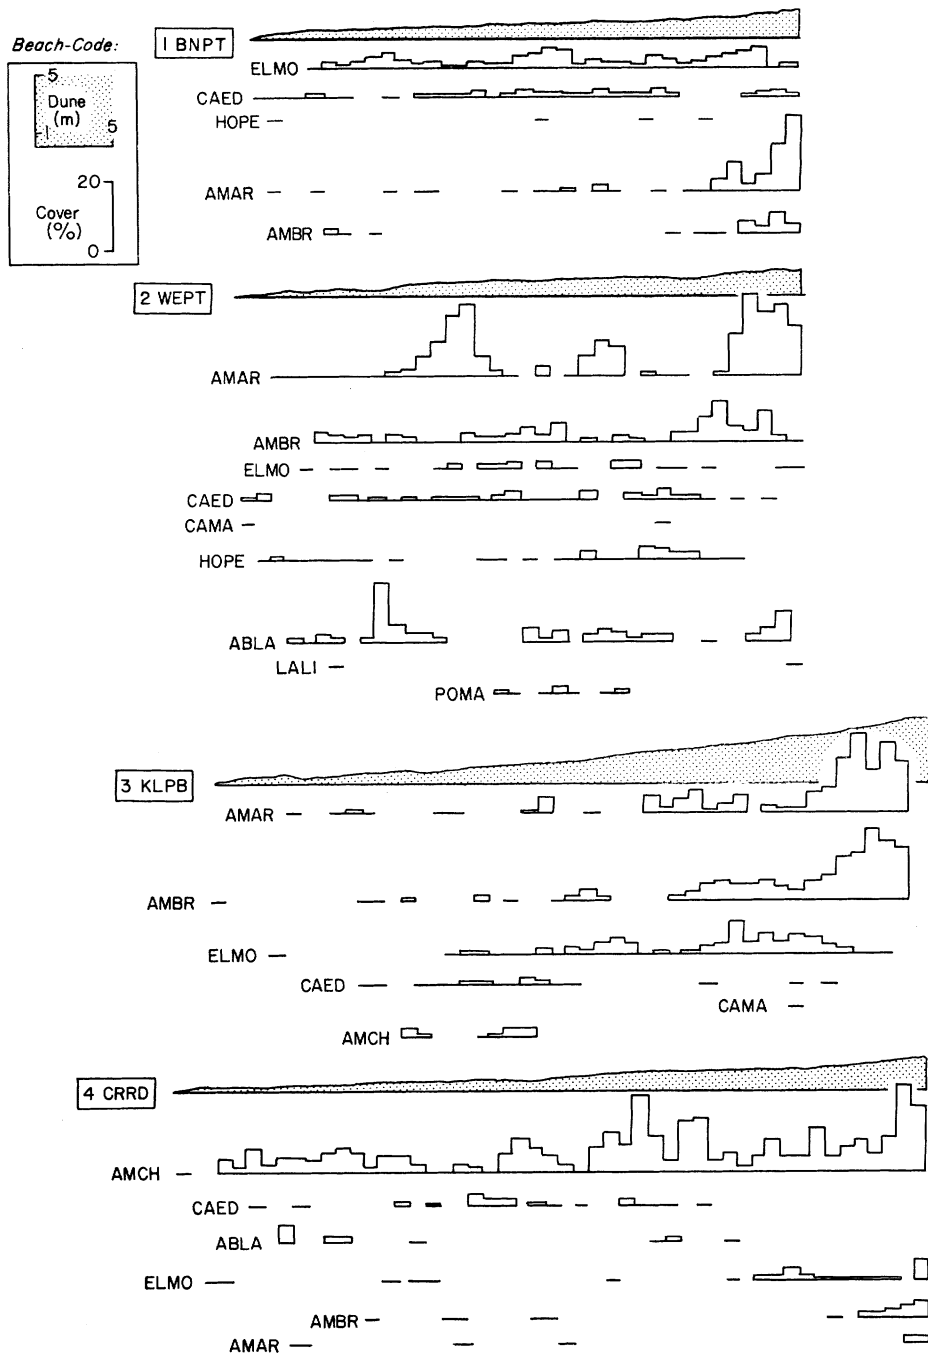 Beach-Code:
5
Dune
(m)
1 5
20
Cover
(%)
0
1 BNPT
ELMO
CAED
HOPE
AMAR
AMBR
2 WEPT
AMAR
AMBR
ELMO
CAED
CAMA
HOPE
ABLA
LALI
POMA
3 KLPB
AMAR
AMBR
ELMO
CAED
CAMA
AMCH
4 CRRD
AMCH
CAED
ABLA
ELMO
AMBR
AMAR